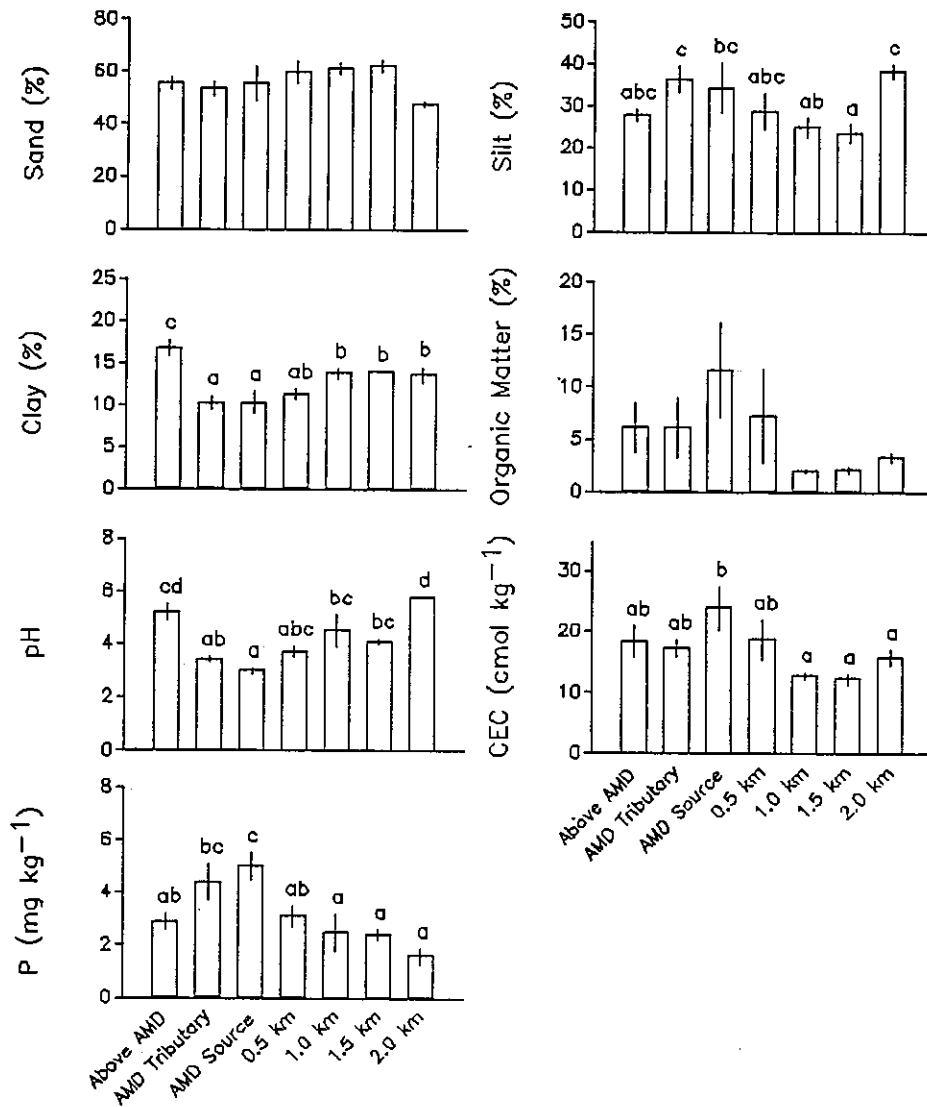 Sand (%)
80
60
40
20
0
Silt (%)
50
40
30
20
10
0
abc
c
bc
abc
ab
a
c
Clay (%)
25
20
15
10
5
0
c
a
a
ab
b
b
b
Organic Matter (%)
20
15
10
5
0
pH
8
6
4
2
0
cd
ab
a
abc
bc
bc
d
CEC (cmol kg−1)
30
20
10
0
ab
ab
b
ab
a
a
a
Above AMD
AMD Tributary
AMD Source
0.5 km
1.0 km
1.5 km
2.0 km
P (mg kg−1)
8
6
4
2
0
ab
bc
c
ab
a
a
a
Above AMD
AMD Tributary
AMD Source
0.5 km
1.0 km
1.5 km
2.0 km